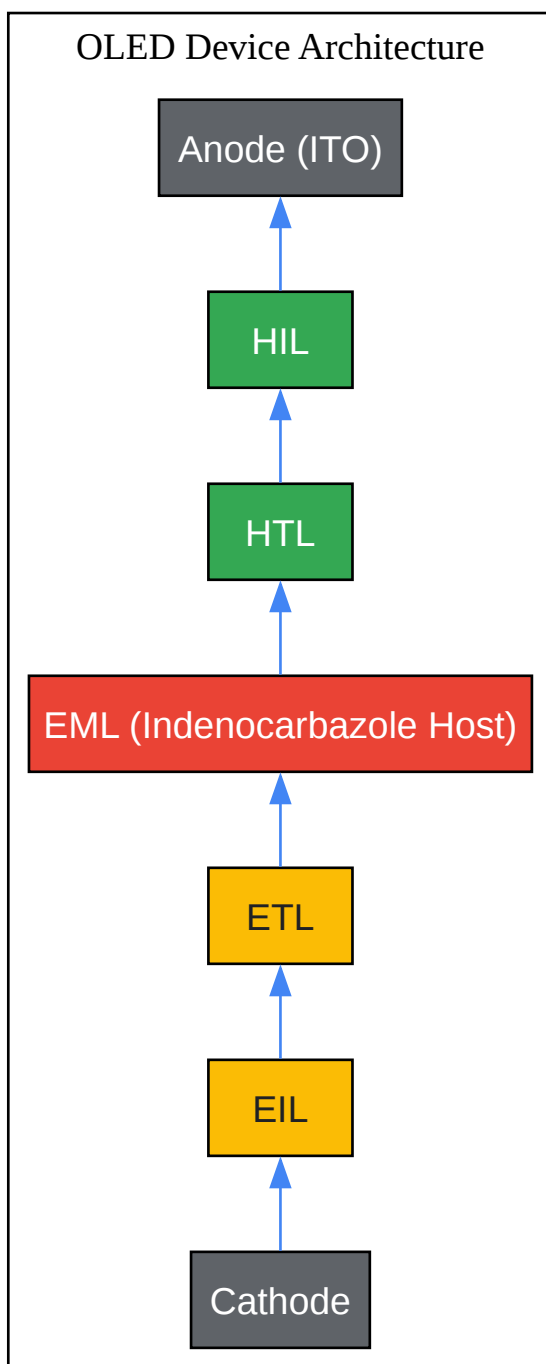 OLED Device Architecture
Anode (ITO)
HIL
HTL
EML (Indenocarbazole Host)
ETL
EIL
Cathode